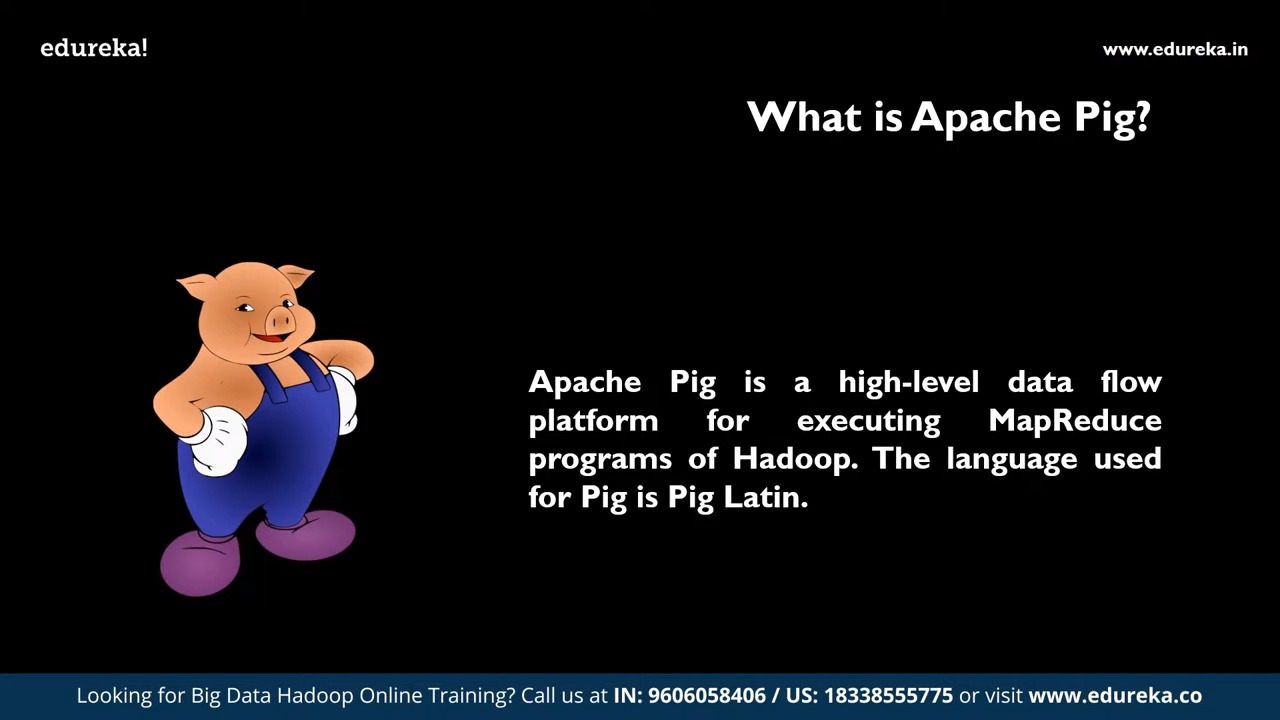 edureka!
www.edureka.in
What is Apache Pig?
Apache Pig is a high-level data flow
platform for executing MapReduce
programs of Hadoop. The language used
for Pig is Pig Latin.
Looking for Big Data Hadoop Online Training? Call us at IN: 9606058406 / US: 18338555775 or visit www.edureka.co